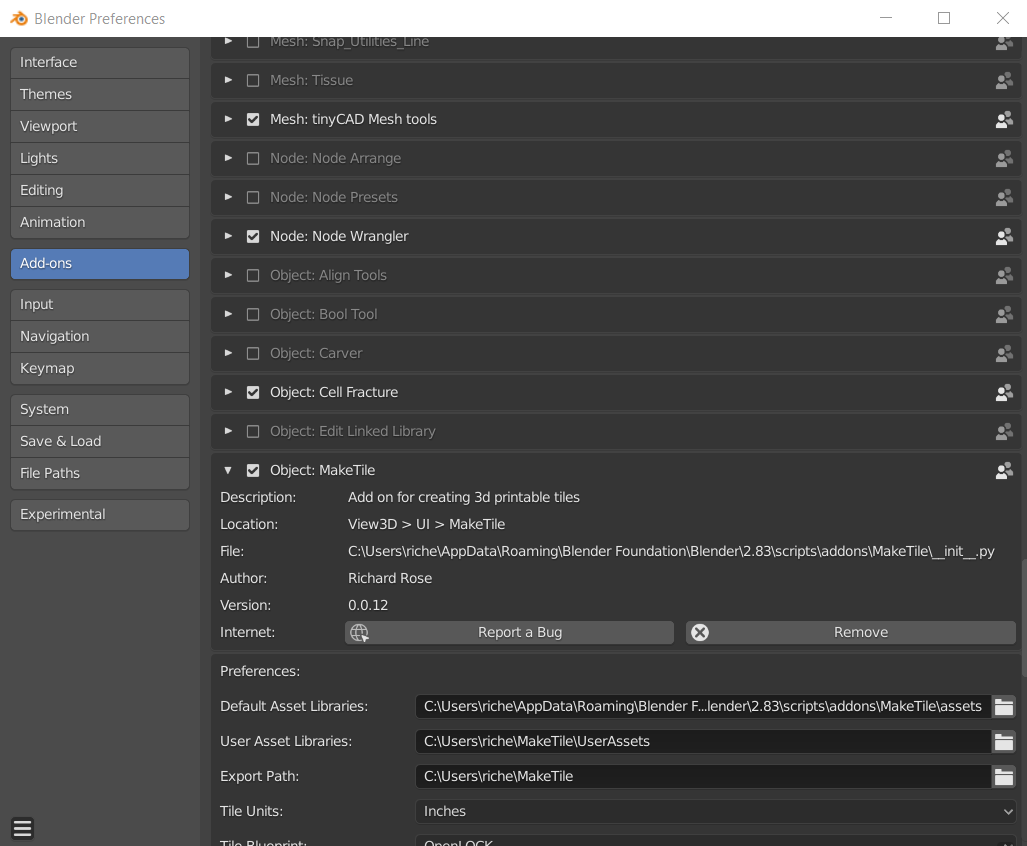 Blender Preferences
Interface
Themes
Viewport
Lights
Editing
Animation
Add-ons
Input
Navigation
Keymap
System
Save & Load
File Paths
Experimental
Mesh: Snap_Utilities_Line
Mesh: Tissue
Mesh: tinyCAD Mesh tools
Node: Node Arrange
Node: Node Presets
Node: Node Wrangler
Object: Align Tools
Object: Bool Tool
Object: Carver
Object: Cell Fracture
Object: Edit Linked Library
Object: MakeTile
Description: Add on for creating 3d printable tiles
Location: View3D > UI > MakeTile
File: C:\Users\riche\AppData\Roaming\Blender Foundation\Blender\2.83\scripts\addons\MakeTile\__init__.py
Author: Richard Rose
Version: 0.0.12
Internet: Report a Bug Remove
Preferences:
Default Asset Libraries: C:\Users\riche\AppData\Roaming\Blender F...lender\2.83\scripts\addons\MakeTile\assets
User Asset Libraries: C:\Users\riche\MakeTile\UserAssets
Export Path: C:\Users\riche\MakeTile
Tile Units: Inches
Tile Blueprint: OpenLOCK